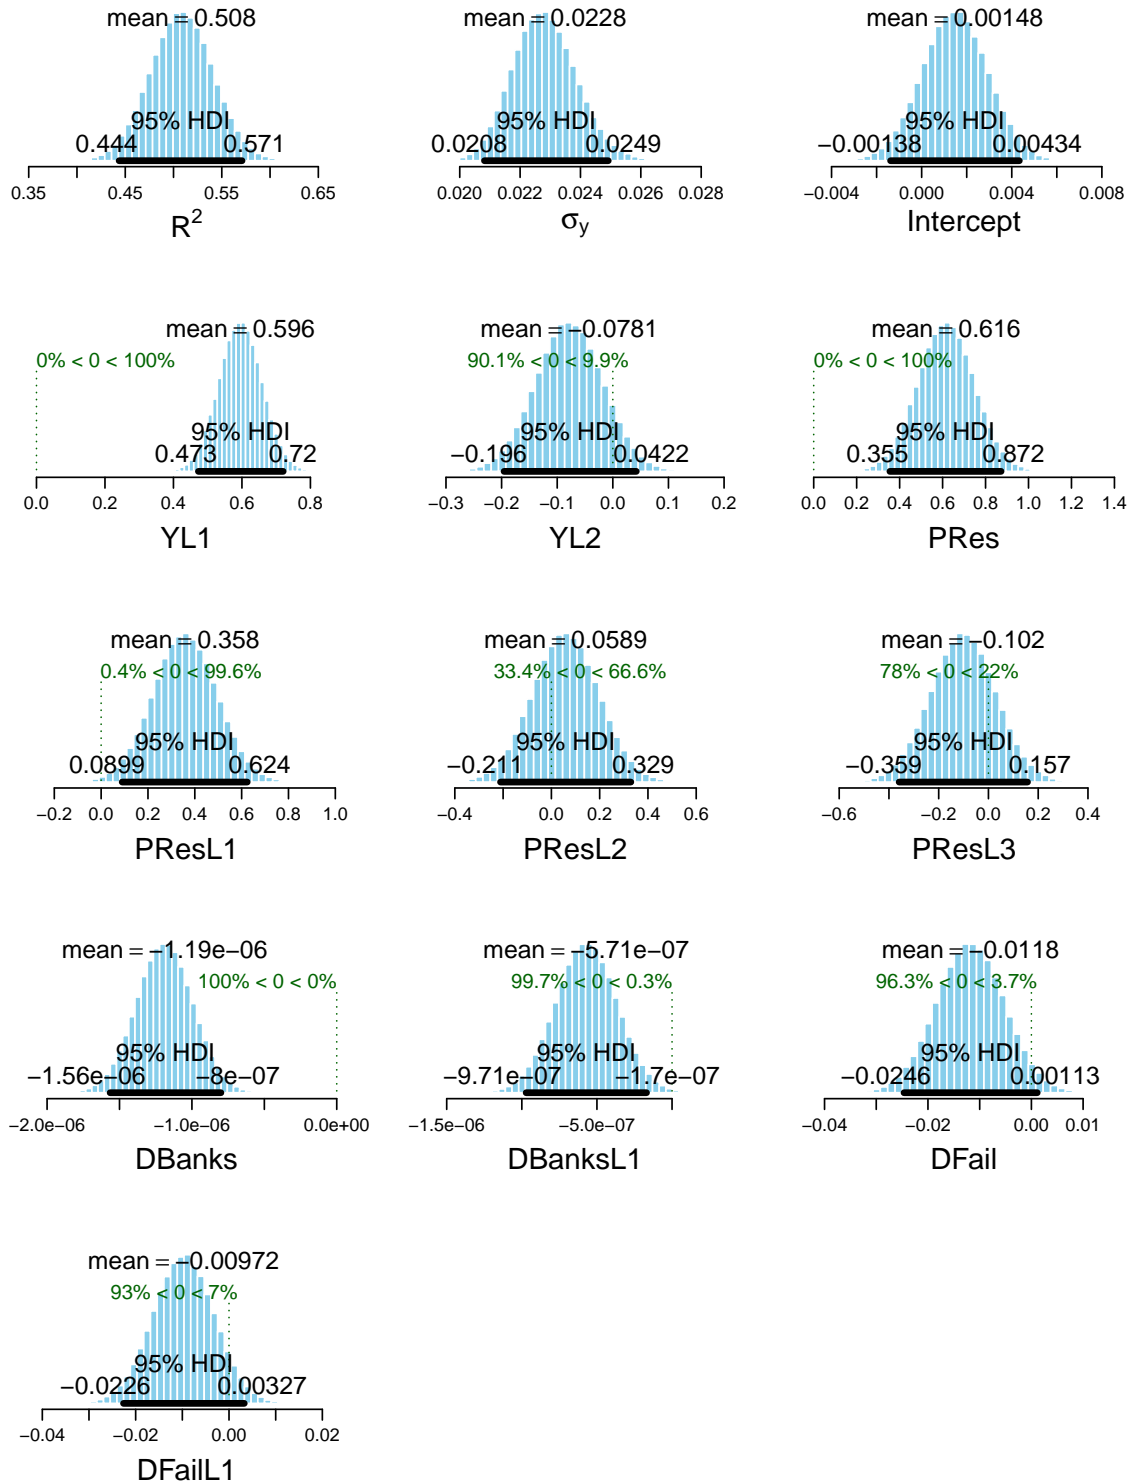 mean = 0.508
95% HDI
0.444 0.571
0.35 0.45 0.55 0.65
R²
mean = 0.0228
95% HDI
0.0208 0.0249
0.020 0.022 0.024 0.026 0.028
σy
mean = 0.00148
95% HDI
−0.00138 0.00434
−0.004 0.000 0.004 0.008
Intercept
mean = 0.596
0% < 0 < 100%
95% HDI
0.473 0.72
0.0 0.2 0.4 0.6 0.8
YL1
mean = −0.0781
90.1% < 0 < 9.9%
95% HDI
−0.196 0.0422
−0.3 −0.2 −0.1 0.0 0.1 0.2
YL2
mean = 0.616
0% < 0 < 100%
95% HDI
0.355 0.872
0.0 0.2 0.4 0.6 0.8 1.0 1.2 1.4
PRes
mean = 0.358
0.4% < 0 < 99.6%
95% HDI
0.0899 0.624
−0.2 0.0 0.2 0.4 0.6 0.8 1.0
PResL1
mean = 0.0589
33.4% < 0 < 66.6%
95% HDI
−0.211 0.329
−0.4 0.0 0.2 0.4 0.6
PResL2
mean = −0.102
78% < 0 < 22%
95% HDI
−0.359 0.157
−0.6 −0.2 0.0 0.2 0.4
PResL3
mean = −1.19e−06
100% < 0 < 0%
95% HDI
−1.56e−06 −8e−07
−2.0e−06 −1.0e−06 0.0e+00
DBanks
mean = −5.71e−07
99.7% < 0 < 0.3%
95% HDI
−9.71e−07 −1.7e−07
−1.5e−06 −5.0e−07
DBanksL1
mean = −0.0118
96.3% < 0 < 3.7%
95% HDI
−0.0246 0.00113
−0.04 −0.02 0.00 0.01
DFail
mean = −0.00972
93% < 0 < 7%
95% HDI
−0.0226 0.00327
−0.04 −0.02 0.00 0.02
DFailL1